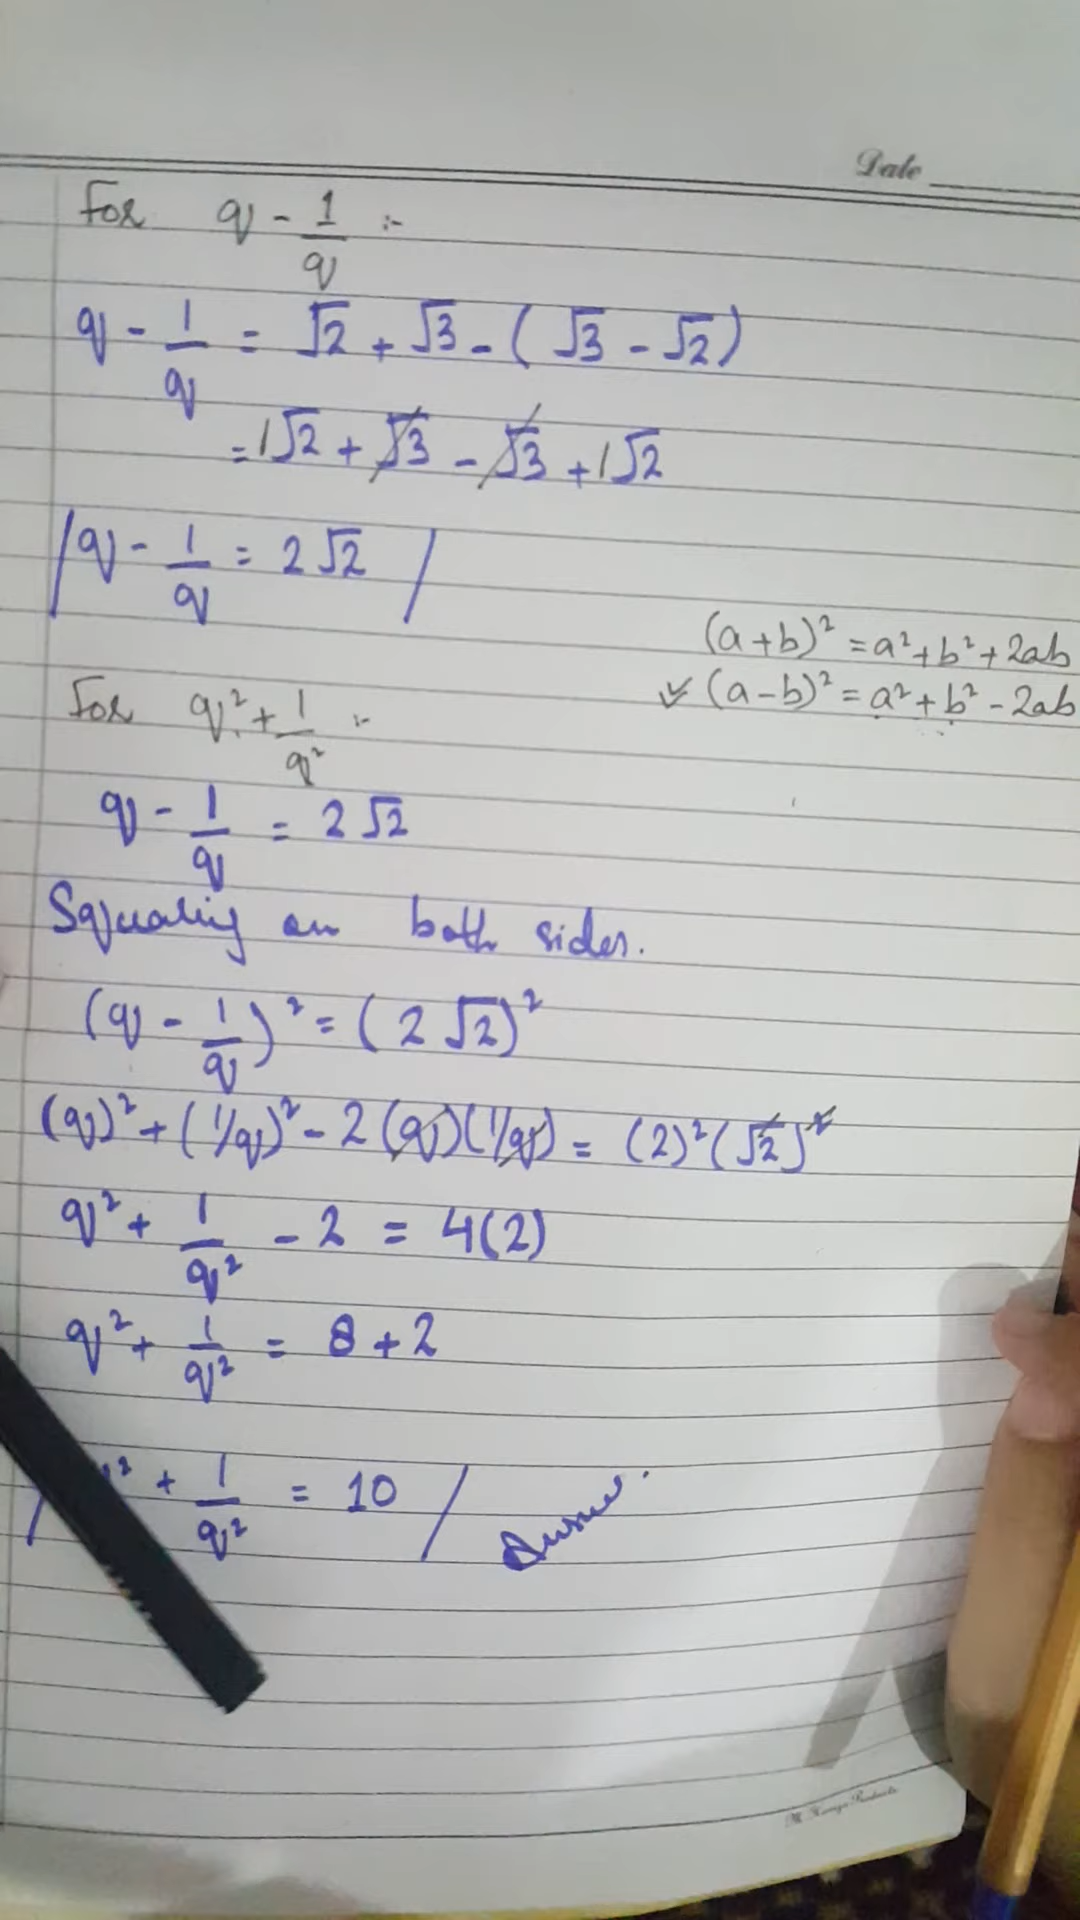 Date
For q - 1/q :-
q - 1/q = √2 + √3 - (√3 - √2)
= 1√2 + √3 - √3 + 1√2
q - 1/q = 2√2
(a+b)² = a² + b² + 2ab
✓ (a-b)² = a² + b² - 2ab
For q² + 1/q² :-
q - 1/q = 2√2
Squaring on both sides.
(q - 1/q)² = (2√2)²
(q)² + (1/q)² - 2(q)(1/q) = (2)²(√2)²
q² + 1/q² - 2 = 4(2)
q² + 1/q² = 8 + 2
² + 1/q² = 10